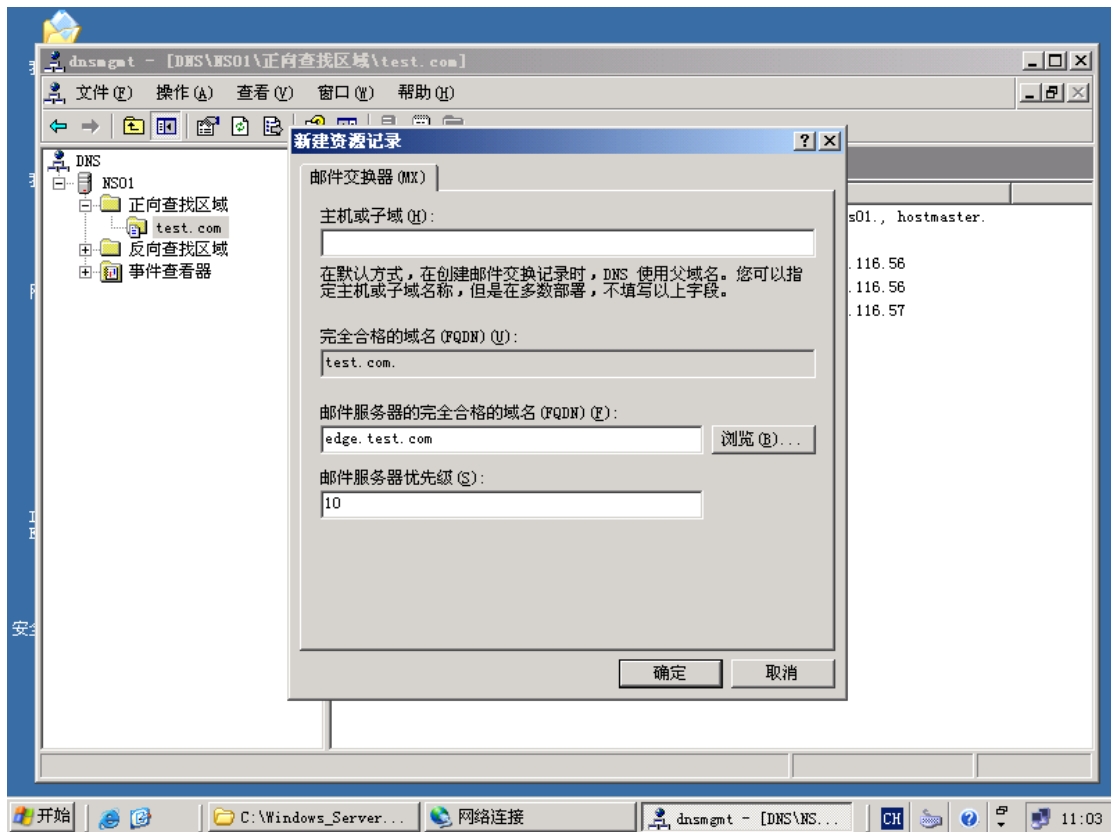 dnsmgmt - [DNS\NS01\正向查找区域\test.com]
文件(F) 操作(A) 查看(V) 窗口(W) 帮助(H)
DNS
NS01
正向查找区域
test.com
反向查找区域
事件查看器
新建资源记录
邮件交换器(MX)
主机或子域(H):
在默认方式，在创建邮件交换记录时，DNS 使用父域名。您可以指
定主机或子域名称，但是在多数部署，不填写以上字段。
完全合格的域名(FQDN)(U):
test.com.
邮件服务器的完全合格的域名(FQDN)(F):
edge.test.com
浏览(B)...
邮件服务器优先级(S):
10
确定 取消
s01., hostmaster.
.116.56
.116.56
.116.57
安全
开始 C:\Windows_Server... 网络连接 dnsmgmt - [DNS\NS... CH 11:03